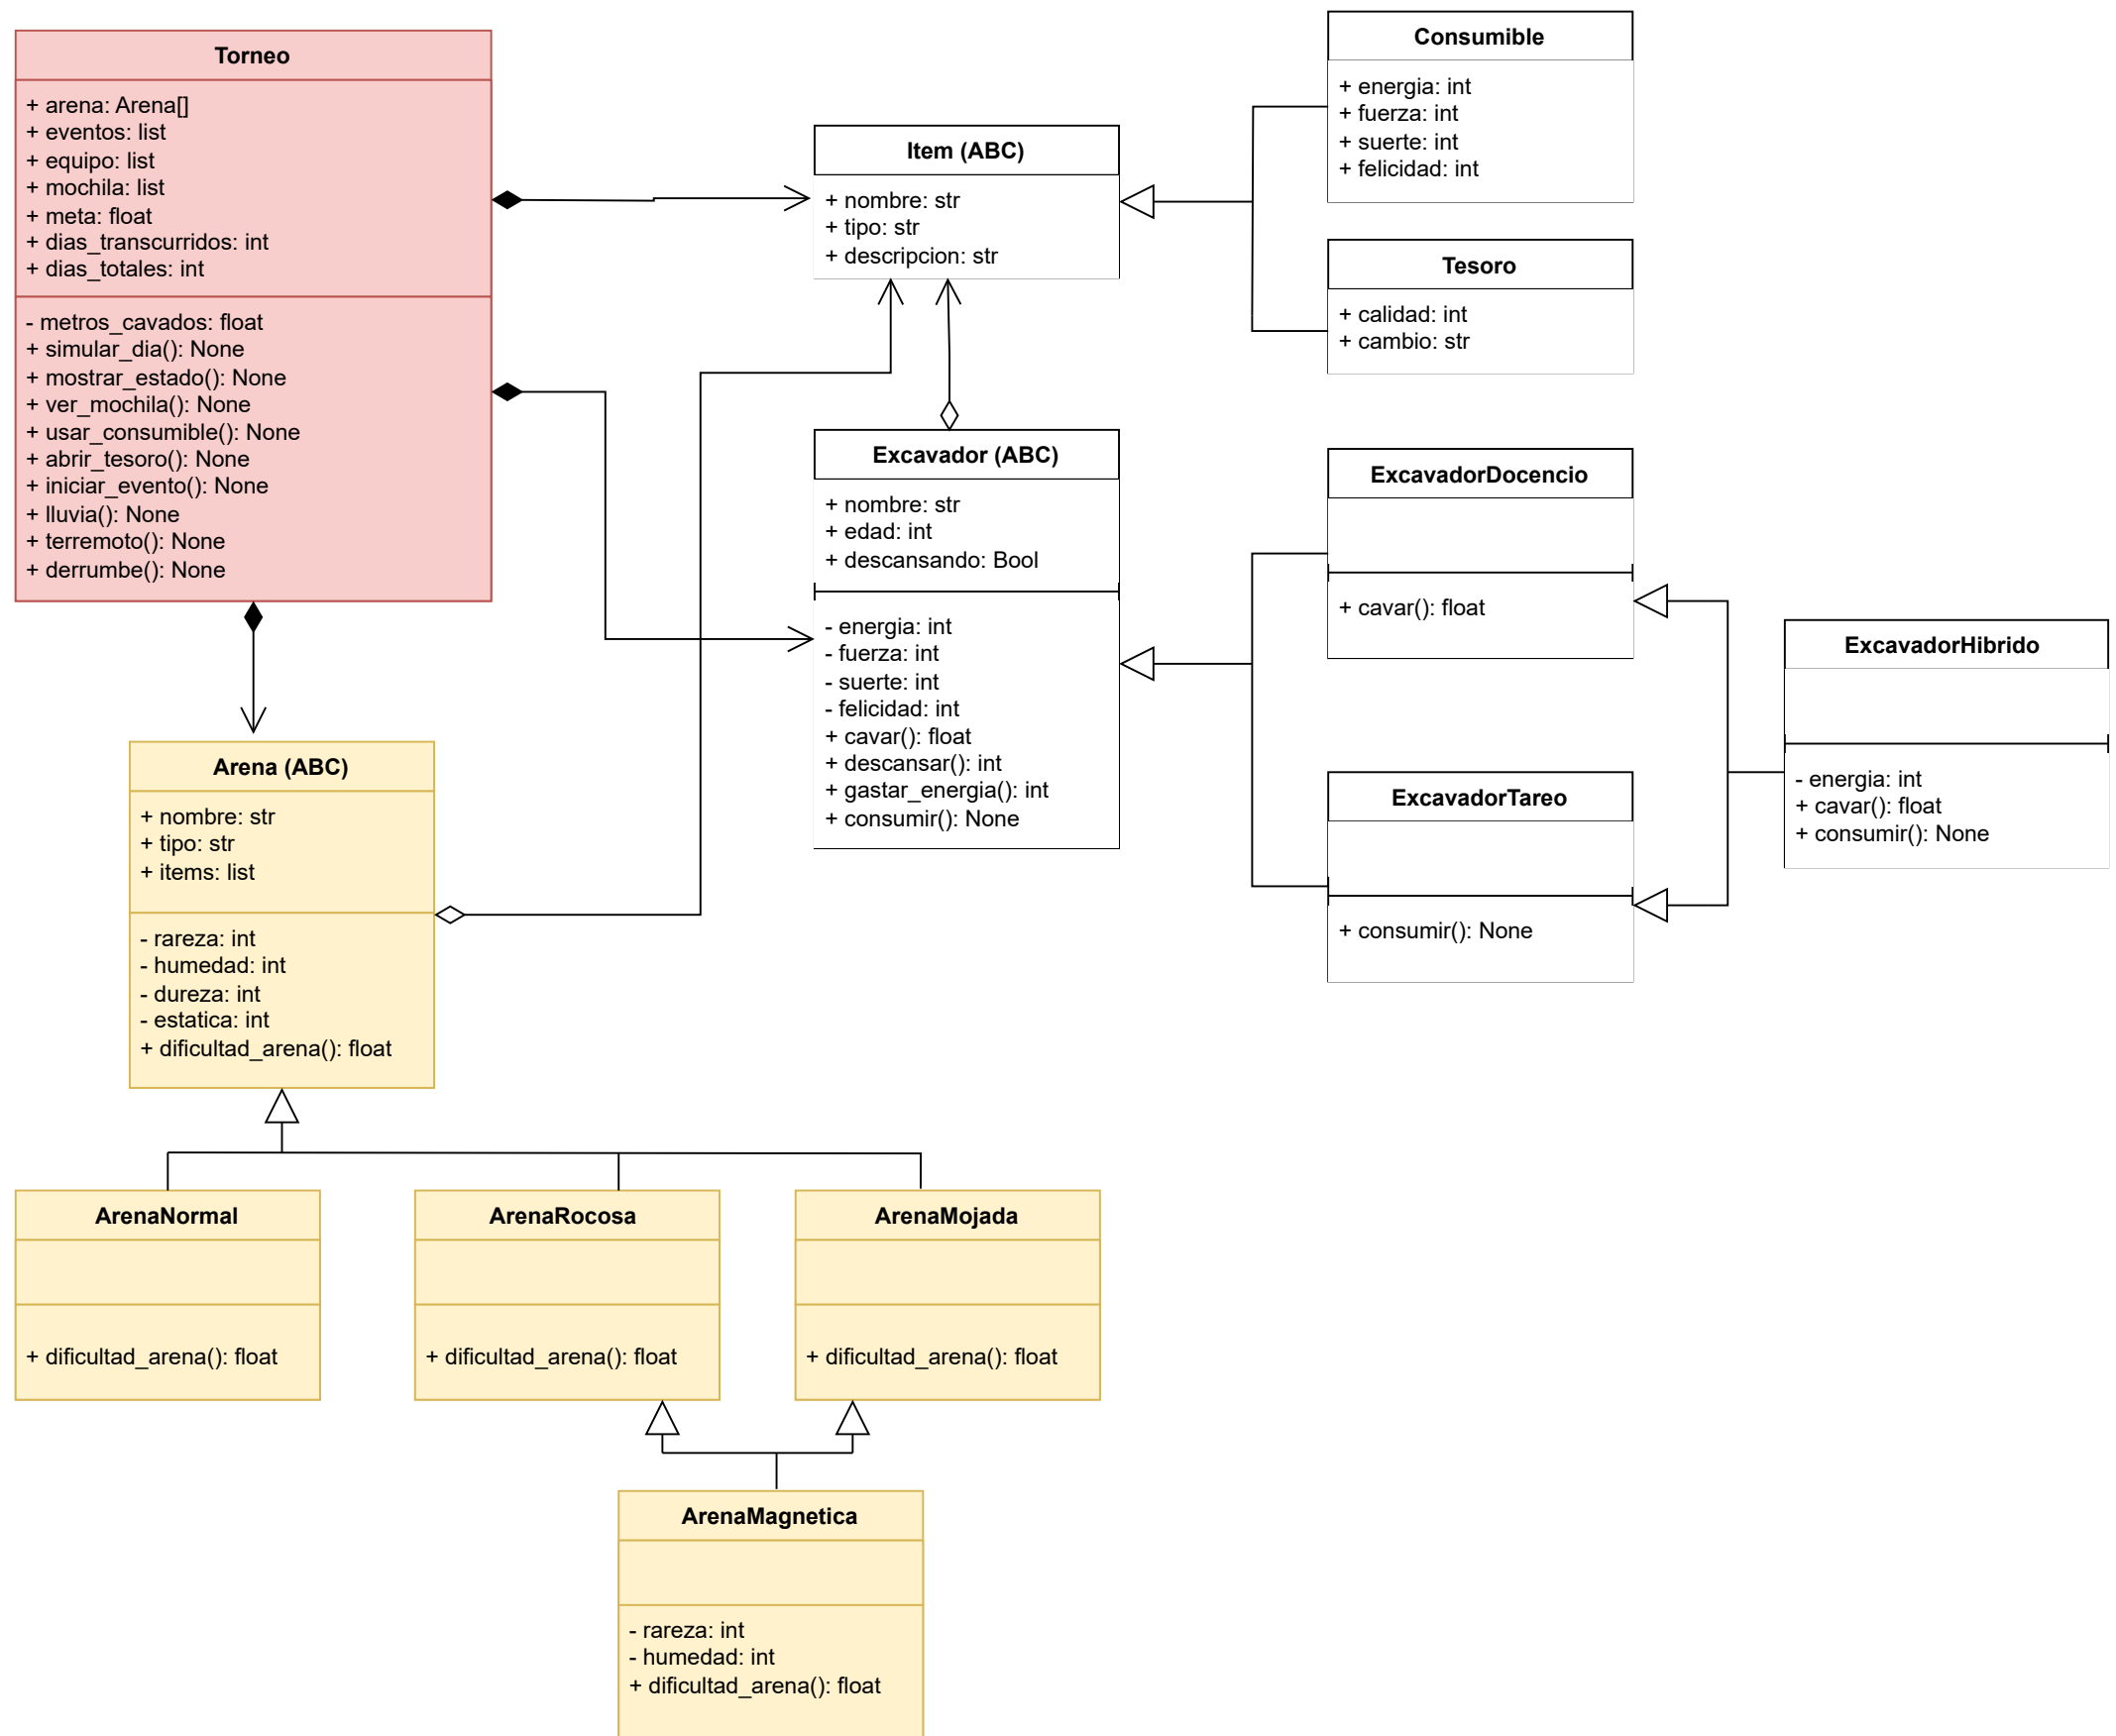 Torneo
+ arena: Arena[]
+ eventos: list
+ equipo: list
+ mochila: list
+ meta: float
+ dias_transcurridos: int
+ dias_totales: int
- metros_cavados: float
+ simular_dia(): None
+ mostrar_estado(): None
+ ver_mochila(): None
+ usar_consumible(): None
+ abrir_tesoro(): None
+ iniciar_evento(): None
+ lluvia(): None
+ terremoto(): None
+ derrumbe(): None
Item (ABC)
+ nombre: str
+ tipo: str
+ descripcion: str
Consumible
+ energia: int
+ fuerza: int
+ suerte: int
+ felicidad: int
Tesoro
+ calidad: int
+ cambio: str
Excavador (ABC)
+ nombre: str
+ edad: int
+ descansando: Bool
- energia: int
- fuerza: int
- suerte: int
- felicidad: int
+ cavar(): float
+ descansar(): int
+ gastar_energia(): int
+ consumir(): None
ExcavadorDocencio
+ cavar(): float
ExcavadorTareo
+ consumir(): None
ExcavadorHibrido
- energia: int
+ cavar(): float
+ consumir(): None
Arena (ABC)
+ nombre: str
+ tipo: str
+ items: list
- rareza: int
- humedad: int
- dureza: int
- estatica: int
+ dificultad_arena(): float
ArenaNormal
+ dificultad_arena(): float
ArenaRocosa
+ dificultad_arena(): float
ArenaMojada
+ dificultad_arena(): float
ArenaMagnetica
- rareza: int
- humedad: int
+ dificultad_arena(): float